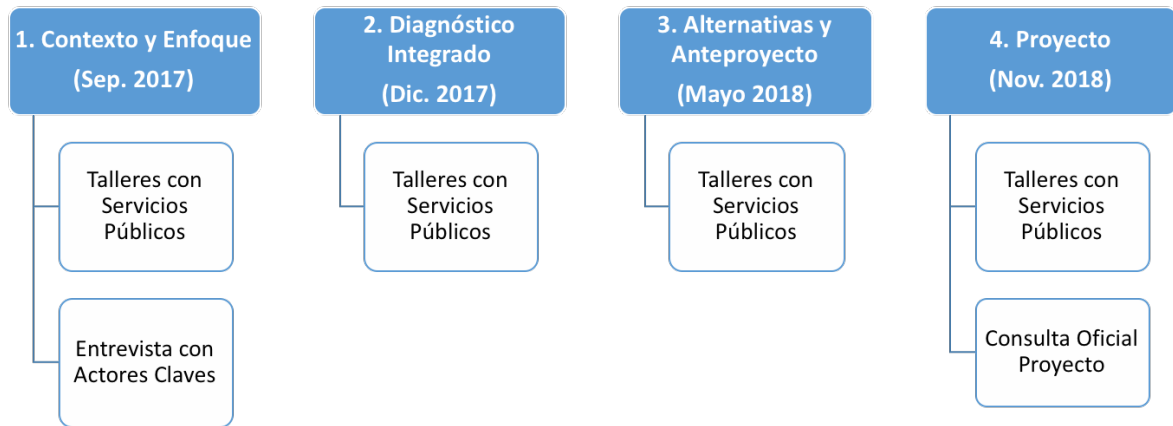 1. Contexto y Enfoque
(Sep. 2017)
Talleres con
Servicios
Públicos
Entrevista con
Actores Claves
2. Diagnóstico
Integrado
(Dic. 2017)
Talleres con
Servicios
Públicos
3. Alternativas y
Anteproyecto
(Mayo 2018)
Talleres con
Servicios
Públicos
4. Proyecto
(Nov. 2018)
Talleres con
Servicios
Públicos
Consulta Oficial
Proyecto